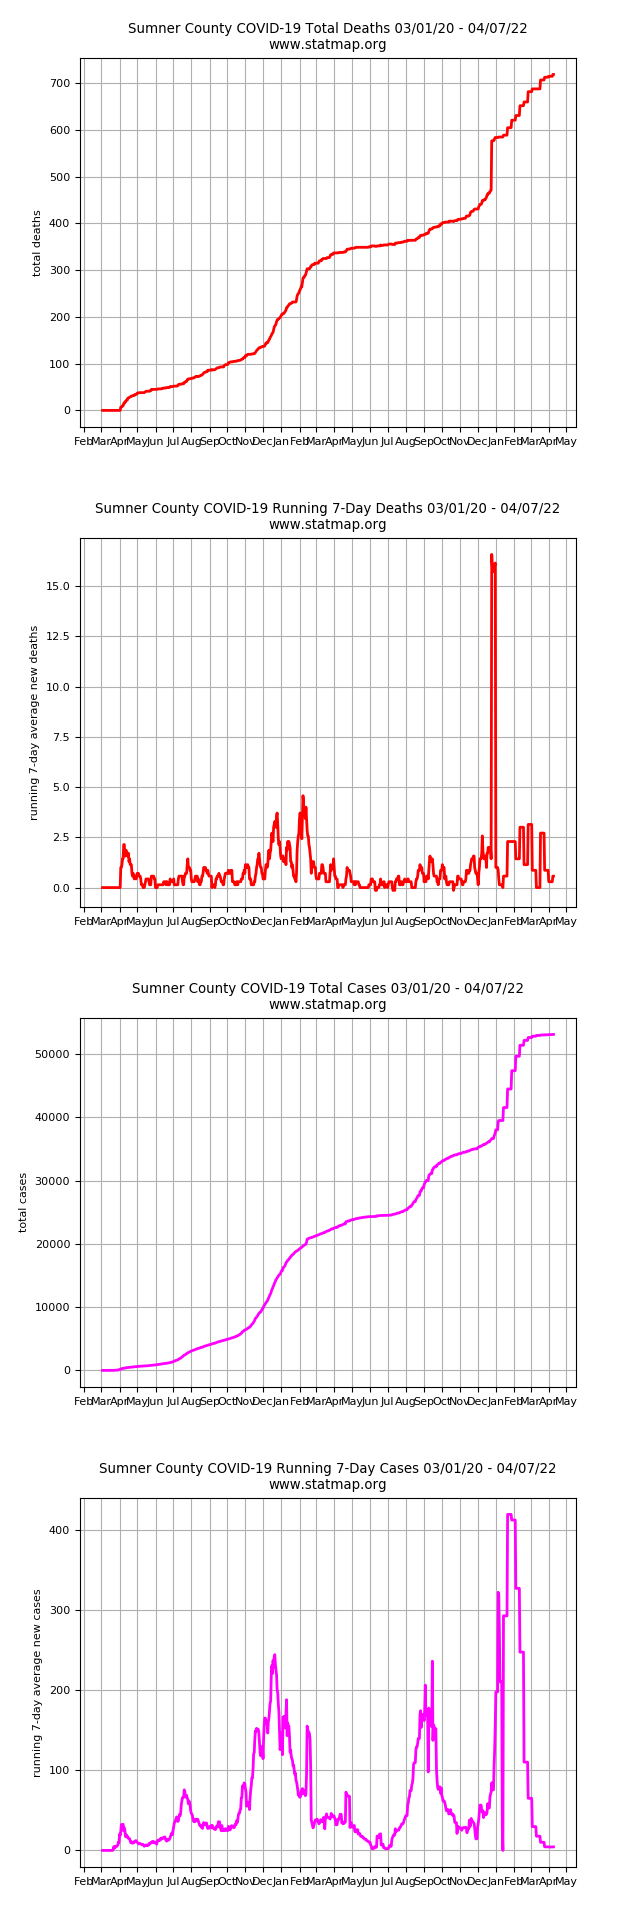 Sumner County COVID-19 Total Deaths 03/01/20 - 04/07/22
www.statmap.org
700
600
500
400
300
200
100
0
total deaths
Feb Mar Apr May Jun Jul Aug Sep Oct Nov Dec Jan Feb Mar Apr May Jun Jul Aug Sep Oct Nov Dec Jan Feb Mar Apr May
Sumner County COVID-19 Running 7-Day Deaths 03/01/20 - 04/07/22
www.statmap.org
15.0
12.5
10.0
7.5
5.0
2.5
0.0
running 7-day average new deaths
Feb Mar Apr May Jun Jul Aug Sep Oct Nov Dec Jan Feb Mar Apr May Jun Jul Aug Sep Oct Nov Dec Jan Feb Mar Apr May
Sumner County COVID-19 Total Cases 03/01/20 - 04/07/22
www.statmap.org
50000
40000
30000
20000
10000
0
total cases
Feb Mar Apr May Jun Jul Aug Sep Oct Nov Dec Jan Feb Mar Apr May Jun Jul Aug Sep Oct Nov Dec Jan Feb Mar Apr May
Sumner County COVID-19 Running 7-Day Cases 03/01/20 - 04/07/22
www.statmap.org
400
300
200
100
0
running 7-day average new cases
Feb Mar Apr May Jun Jul Aug Sep Oct Nov Dec Jan Feb Mar Apr May Jun Jul Aug Sep Oct Nov Dec Jan Feb Mar Apr May